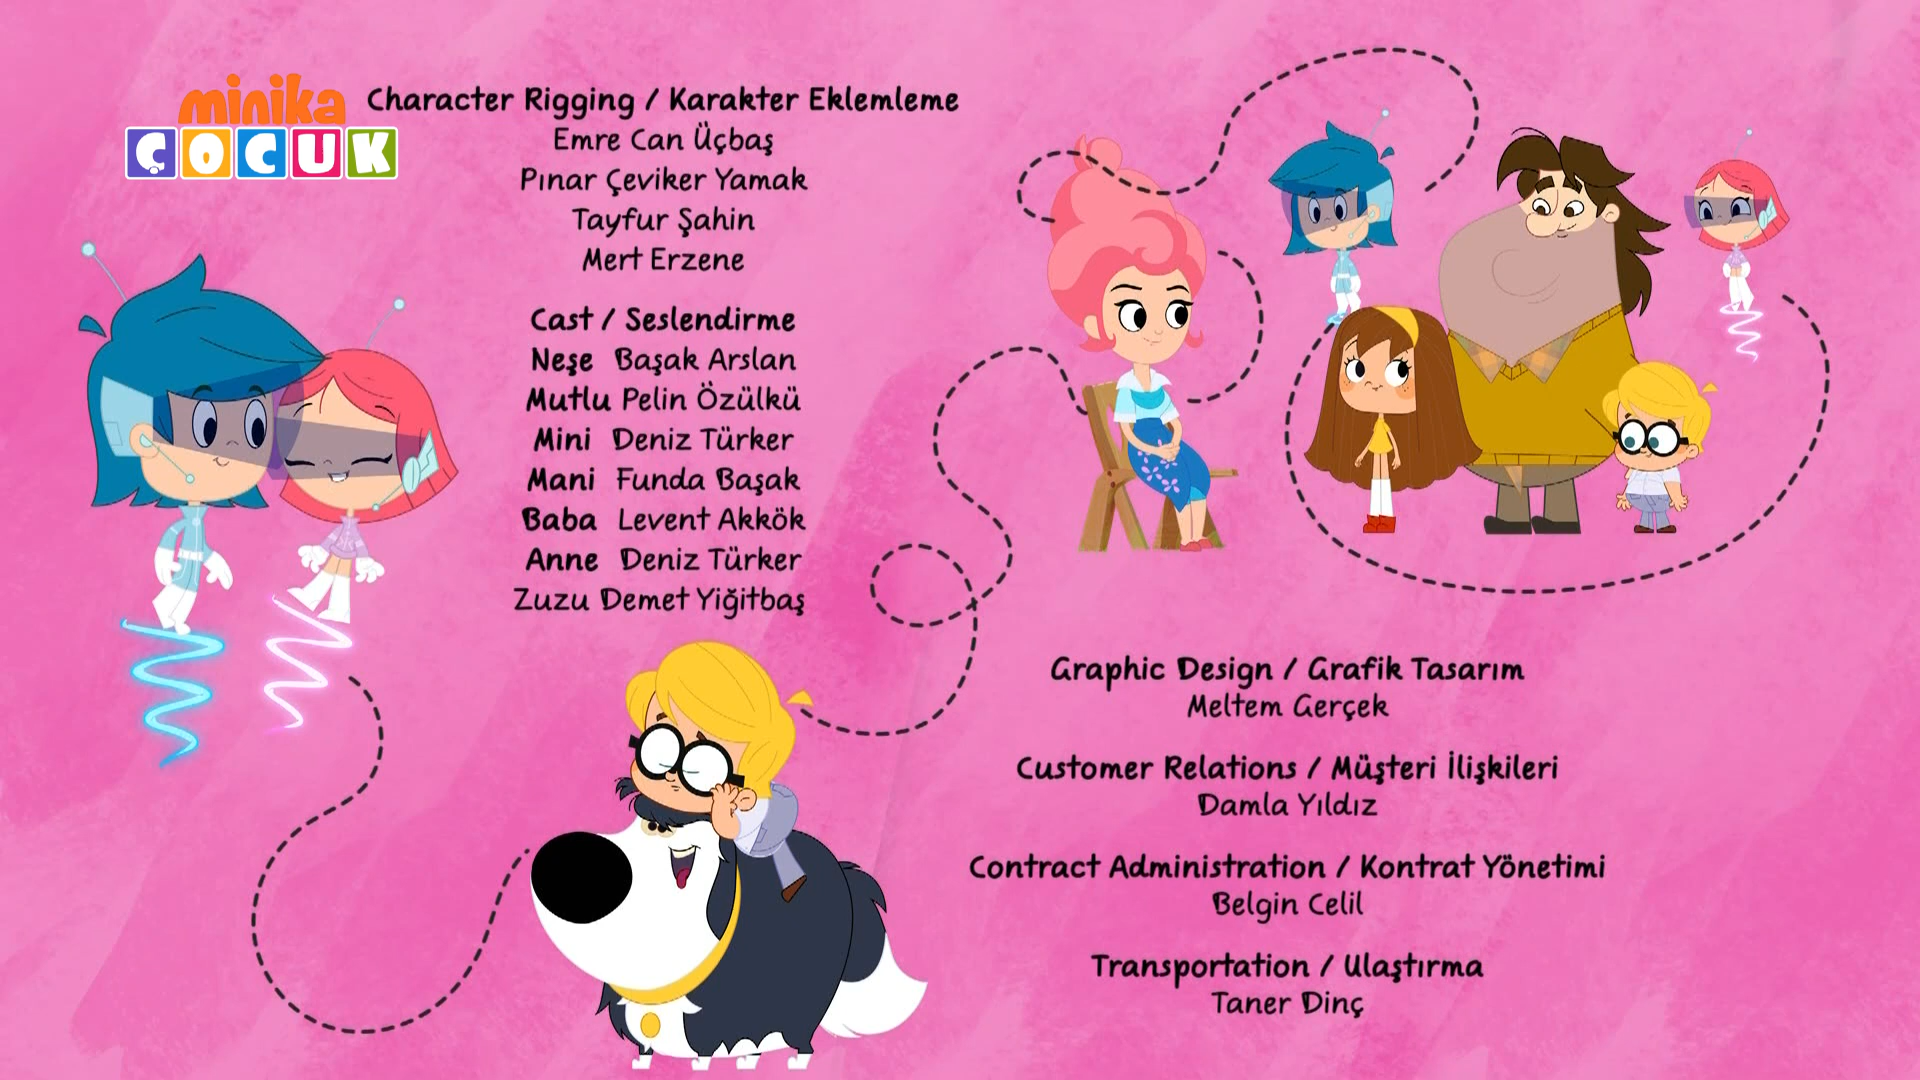 minika
ÇOCUK
Character Rigging / Karakter Eklemleme
Emre Can Üçbaş
Pınar Çeviker Yamak
Tayfur Şahin
Mert Erzene
Cast / Seslendirme
Neşe Başak Arslan
Mutlu Pelin Özülkü
Mini Deniz Türker
Mani Funda Başak
Baba Levent Akkök
Anne Deniz Türker
Zuzu Demet Yiğitbaş
Graphic Design / Grafik Tasarım
Meltem Gerçek
Customer Relations / Müşteri İlişkileri
Damla Yıldız
Contract Administration / Kontrat Yönetimi
Belgin Celil
Transportation / Ulaştırma
Taner Dinç